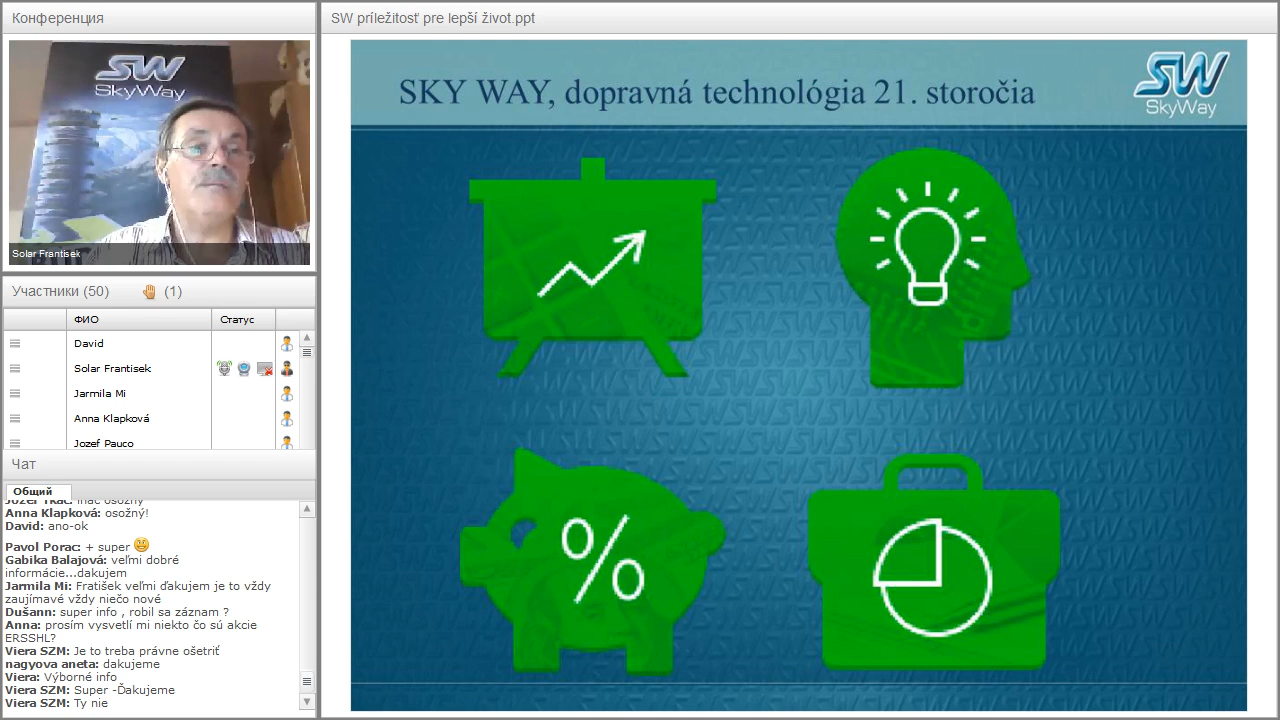 Конференция
SW
SkyWay
Solar Frantisek
Участники (50)
(1)
ФИО
Статус
David
Solar Frantisek
Jarmila Mi
Anna Klapková
Jozef Pauco
Чат
Общий
Jozef Tkac: inac osozny
Anna Klapková: osožný!
David: ano-ok
Pavol Porac: + super
Gabika Balajová: veľmi dobré
informácie...dakujem
Jarmila Mi: Fratišek veľmi ďakujem je to vždy
zaujímavé vždy niečo nové
Dušann: super info , robil sa záznam ?
Anna: prosím vysvetlí mi niekto čo sú akcie
ERSSHL?
Viera SZM: Je to treba právne ošetriť
nagyova aneta: dakujeme
Viera: výborné info
Viera SZM: Super -Ďakujeme
Viera SZM: V nie
SW príležitosť pre lepší život.ppt
SKY WAY, dopravná technológia 21. storočia
SW
SkyWay
%